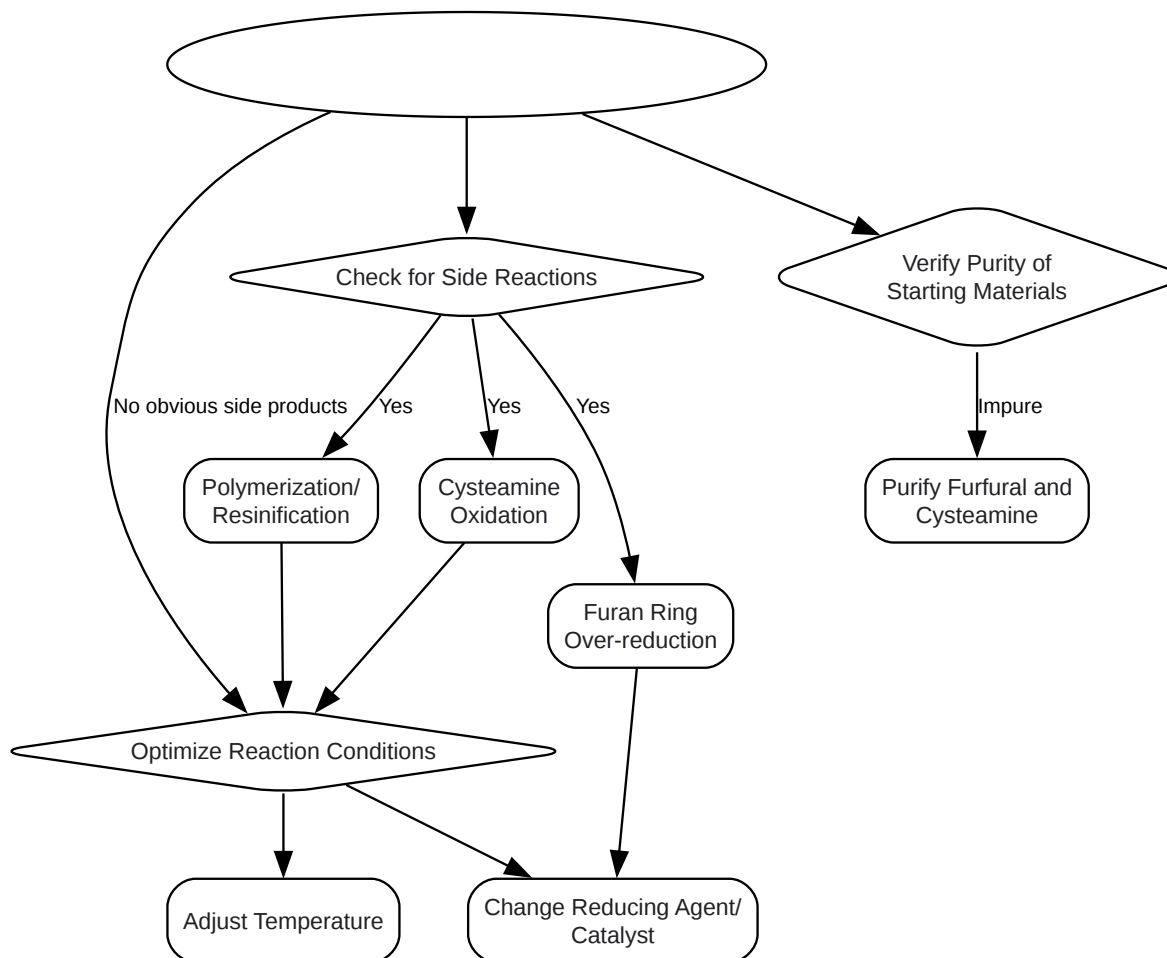 Check for Side Reactions
Verify Purity of
Starting Materials
No obvious side products
Yes
Yes
Yes
Impure
Polymerization/
Resinification
Cysteamine
Oxidation
Purify Furfural and
Cysteamine
Furan Ring
Over-reduction
Optimize Reaction Conditions
Adjust Temperature
Change Reducing Agent/
Catalyst